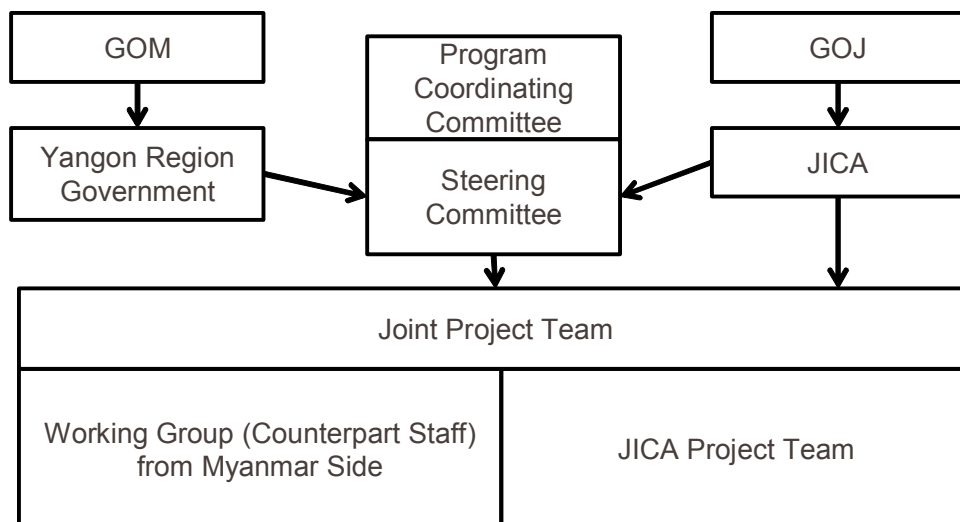 GOM
Program
Coordinating
Committee
GOJ
Yangon Region
Government
Steering
Committee
JICA
Joint Project Team
Working Group (Counterpart Staff)
from Myanmar Side
JICA Project Team